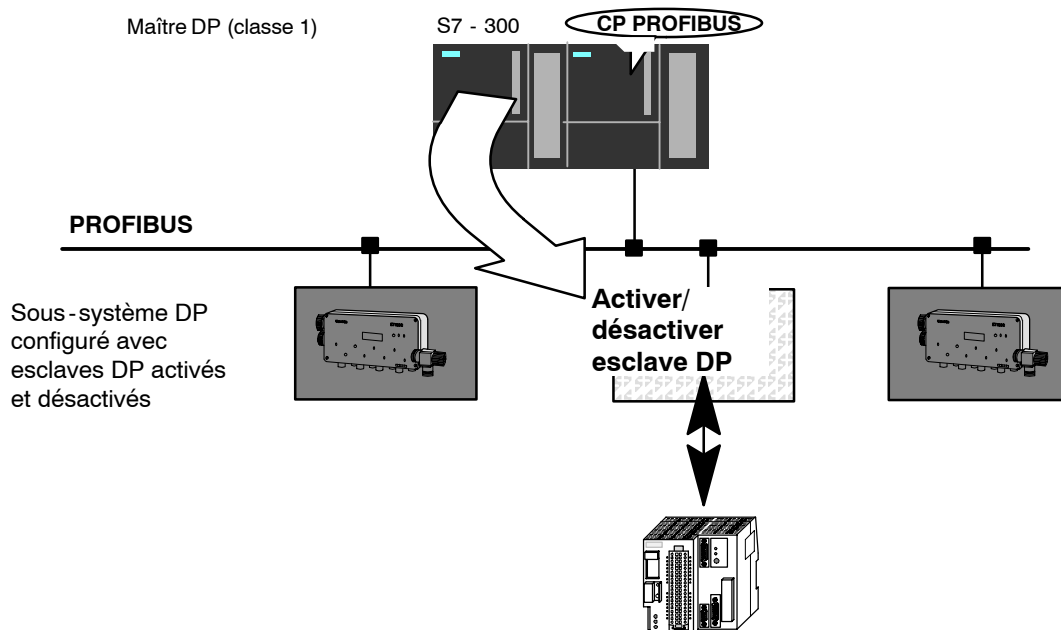 Maître DP (classe 1)
S7 - 300
CP PROFIBUS
PROFIBUS
Sous-système DP
configuré avec
esclaves DP activés
et désactivés
Activer/
désactiver
esclave DP